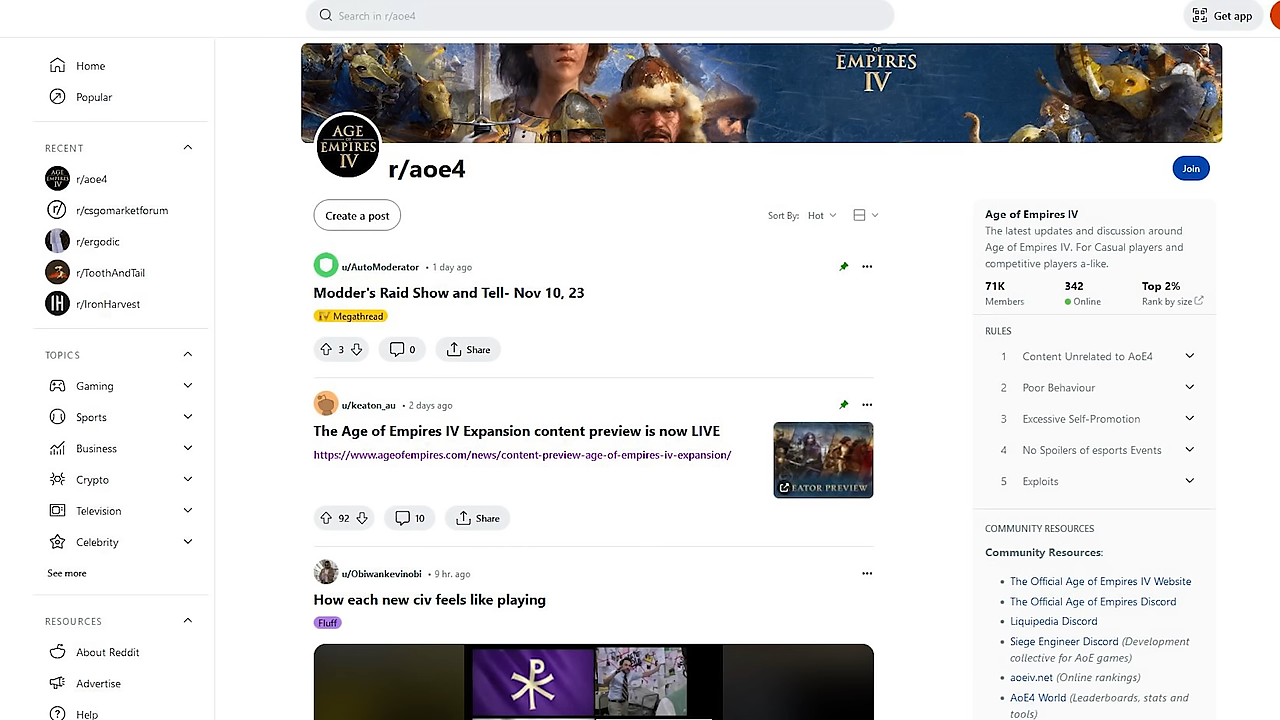 Search in r/aoe4
Get app
Home
Popular
RECENT
r/aoe4
r/csgomarketforum
r/ergodic
r/ToothAndTail
r/IronHarvest
TOPICS
Gaming
Sports
Business
Crypto
Television
Celebrity
See more
RESOURCES
About Reddit
Advertise
Help
OF
EMPIRES
IV
AGE
OF
EMPIRES
IV
r/aoe4
Join
Create a post
Sort By: Hot
u/AutoModerator • 1 day ago
Modder's Raid Show and Tell- Nov 10, 23
Megathread
3 0 Share
u/keaton_au • 2 days ago
The Age of Empires IV Expansion content preview is now LIVE
https://www.ageofempires.com/news/content-preview-age-of-empires-iv-expansion/
EATOR PREVIEW
92 10 Share
u/Obiwankevinobi • 9 hr. ago
How each new civ feels like playing
Fluff
Age of Empires IV
The latest updates and discussion around
Age of Empires IV. For Casual players and
competitive players a-like.
71K 342 Top 2%
Members Online Rank by size
RULES
1 Content Unrelated to AoE4
2 Poor Behaviour
3 Excessive Self-Promotion
4 No Spoilers of esports Events
5 Exploits
COMMUNITY RESOURCES
Community Resources:
• The Official Age of Empires IV Website
• The Official Age of Empires Discord
• Liquipedia Discord
• Siege Engineer Discord (Development
collective for AoE games)
• aoeiv.net (Online rankings)
• AoE4 World (Leaderboards, stats and
tools)